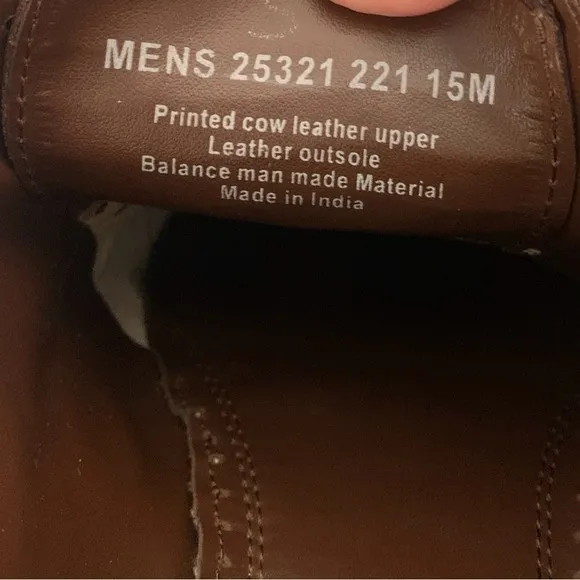 MENS 25321 221 15M
Printed cow leather upper
Leather outsole
Balance man made Material
Made in India